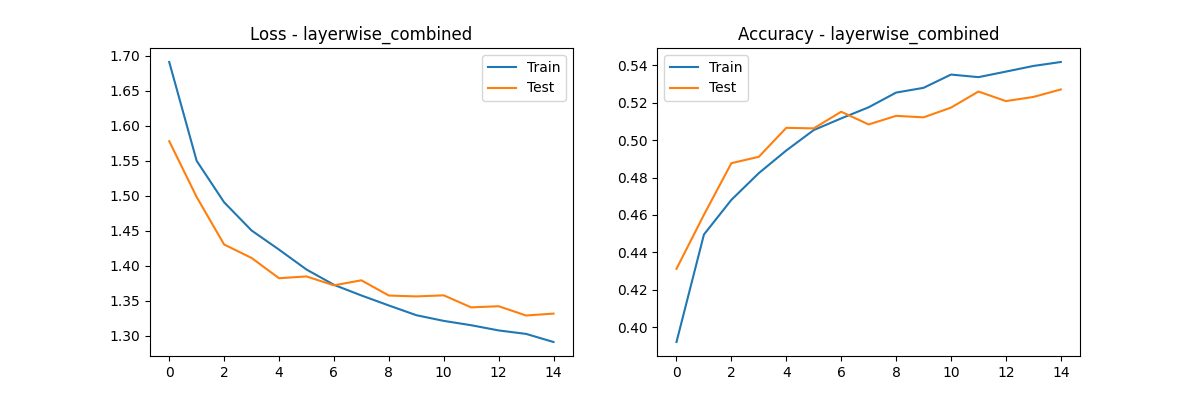 Loss - layerwise_combined
1.70
1.65
1.60
1.55
1.50
1.45
1.40
1.35
1.30
0 2 4 6 8 10 12 14
Train
Test
Accuracy - layerwise_combined
0.54
0.52
0.50
0.48
0.46
0.44
0.42
0.40
0 2 4 6 8 10 12 14
Train
Test